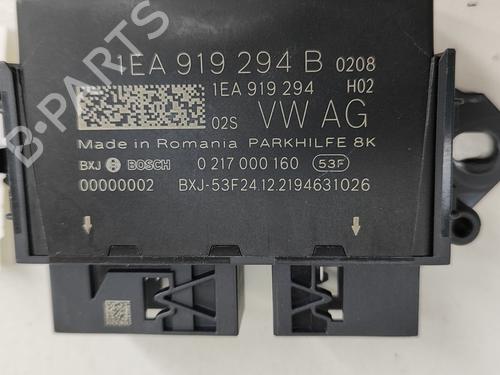 B-PARTS
1EA 919 294 B 0208
1EA 919 294 H02
02S VW AG
Made in Romania PARKHILFE 8K
BXJ BOSCH 0 217 000 160 53F
00000002 BXJ-53F24.12.2194631026